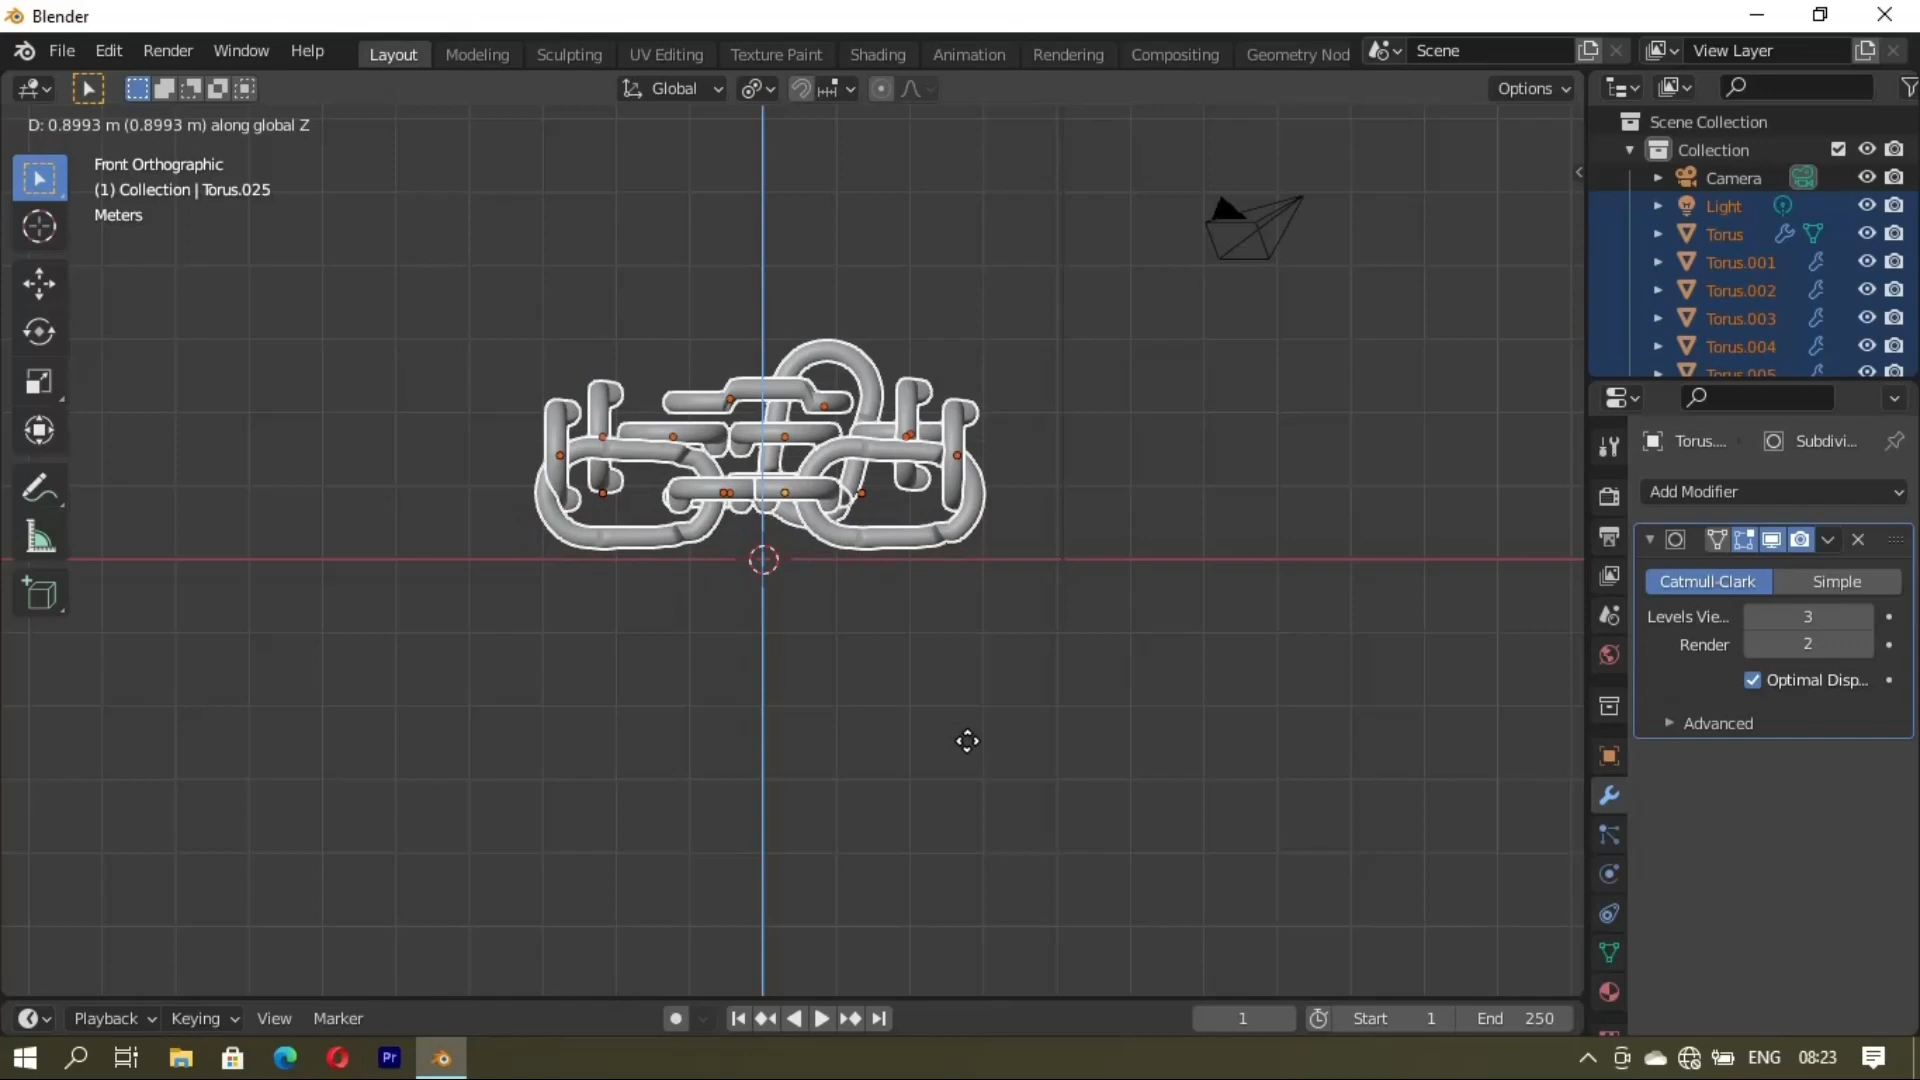 Blender
File Edit Render Window Help Layout Modeling Sculpting UV Editing Texture Paint Shading Animation Rendering Compositing Geometry Nod Scene View Layer
Global Options
D: 0.8993 m (0.8993 m) along global Z
Front Orthographic
(1) Collection | Torus.025
Meters
Scene Collection
Collection
Camera
Light
Torus
Torus.001
Torus.002
Torus.003
Torus.004
Torus.005
Torus.... Subdivi...
Add Modifier
Catmull-Clark Simple
Levels Vie... 3
Render 2
Optimal Disp...
Advanced
Playback Keying View Marker 1 Start 1 End 250
Pr ENG 08:23